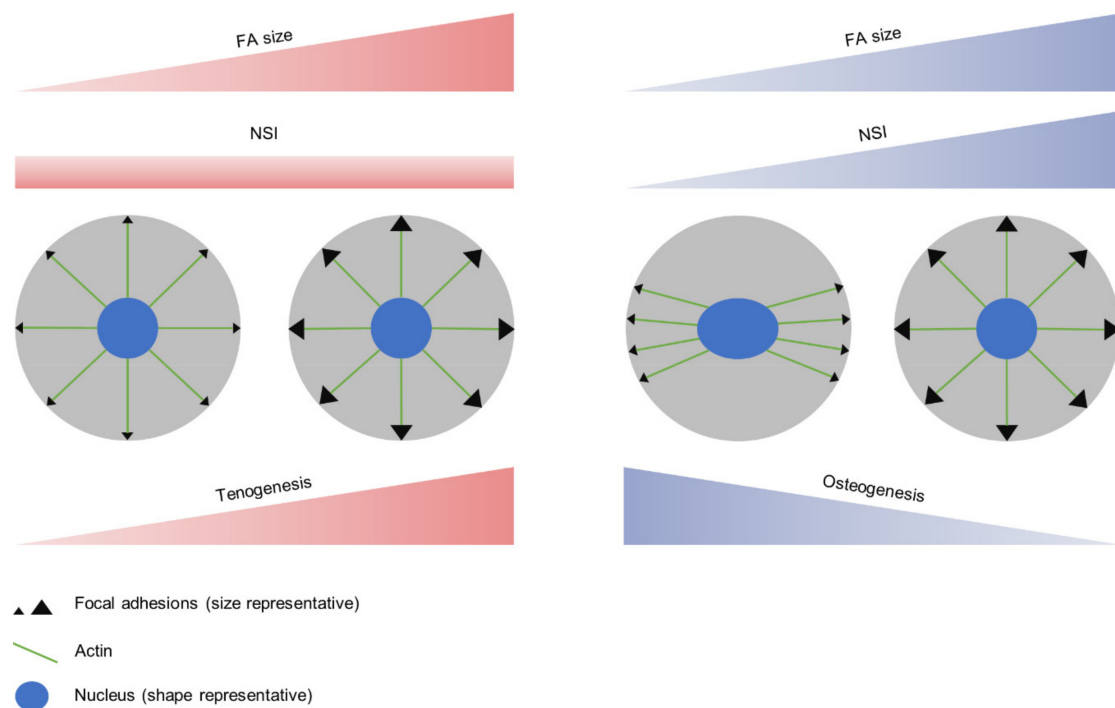 FA size
FA size
NSI
NSI
Tenogenesis
Osteogenesis
Focal adhesions (size representative)
Actin
Nucleus (shape representative)